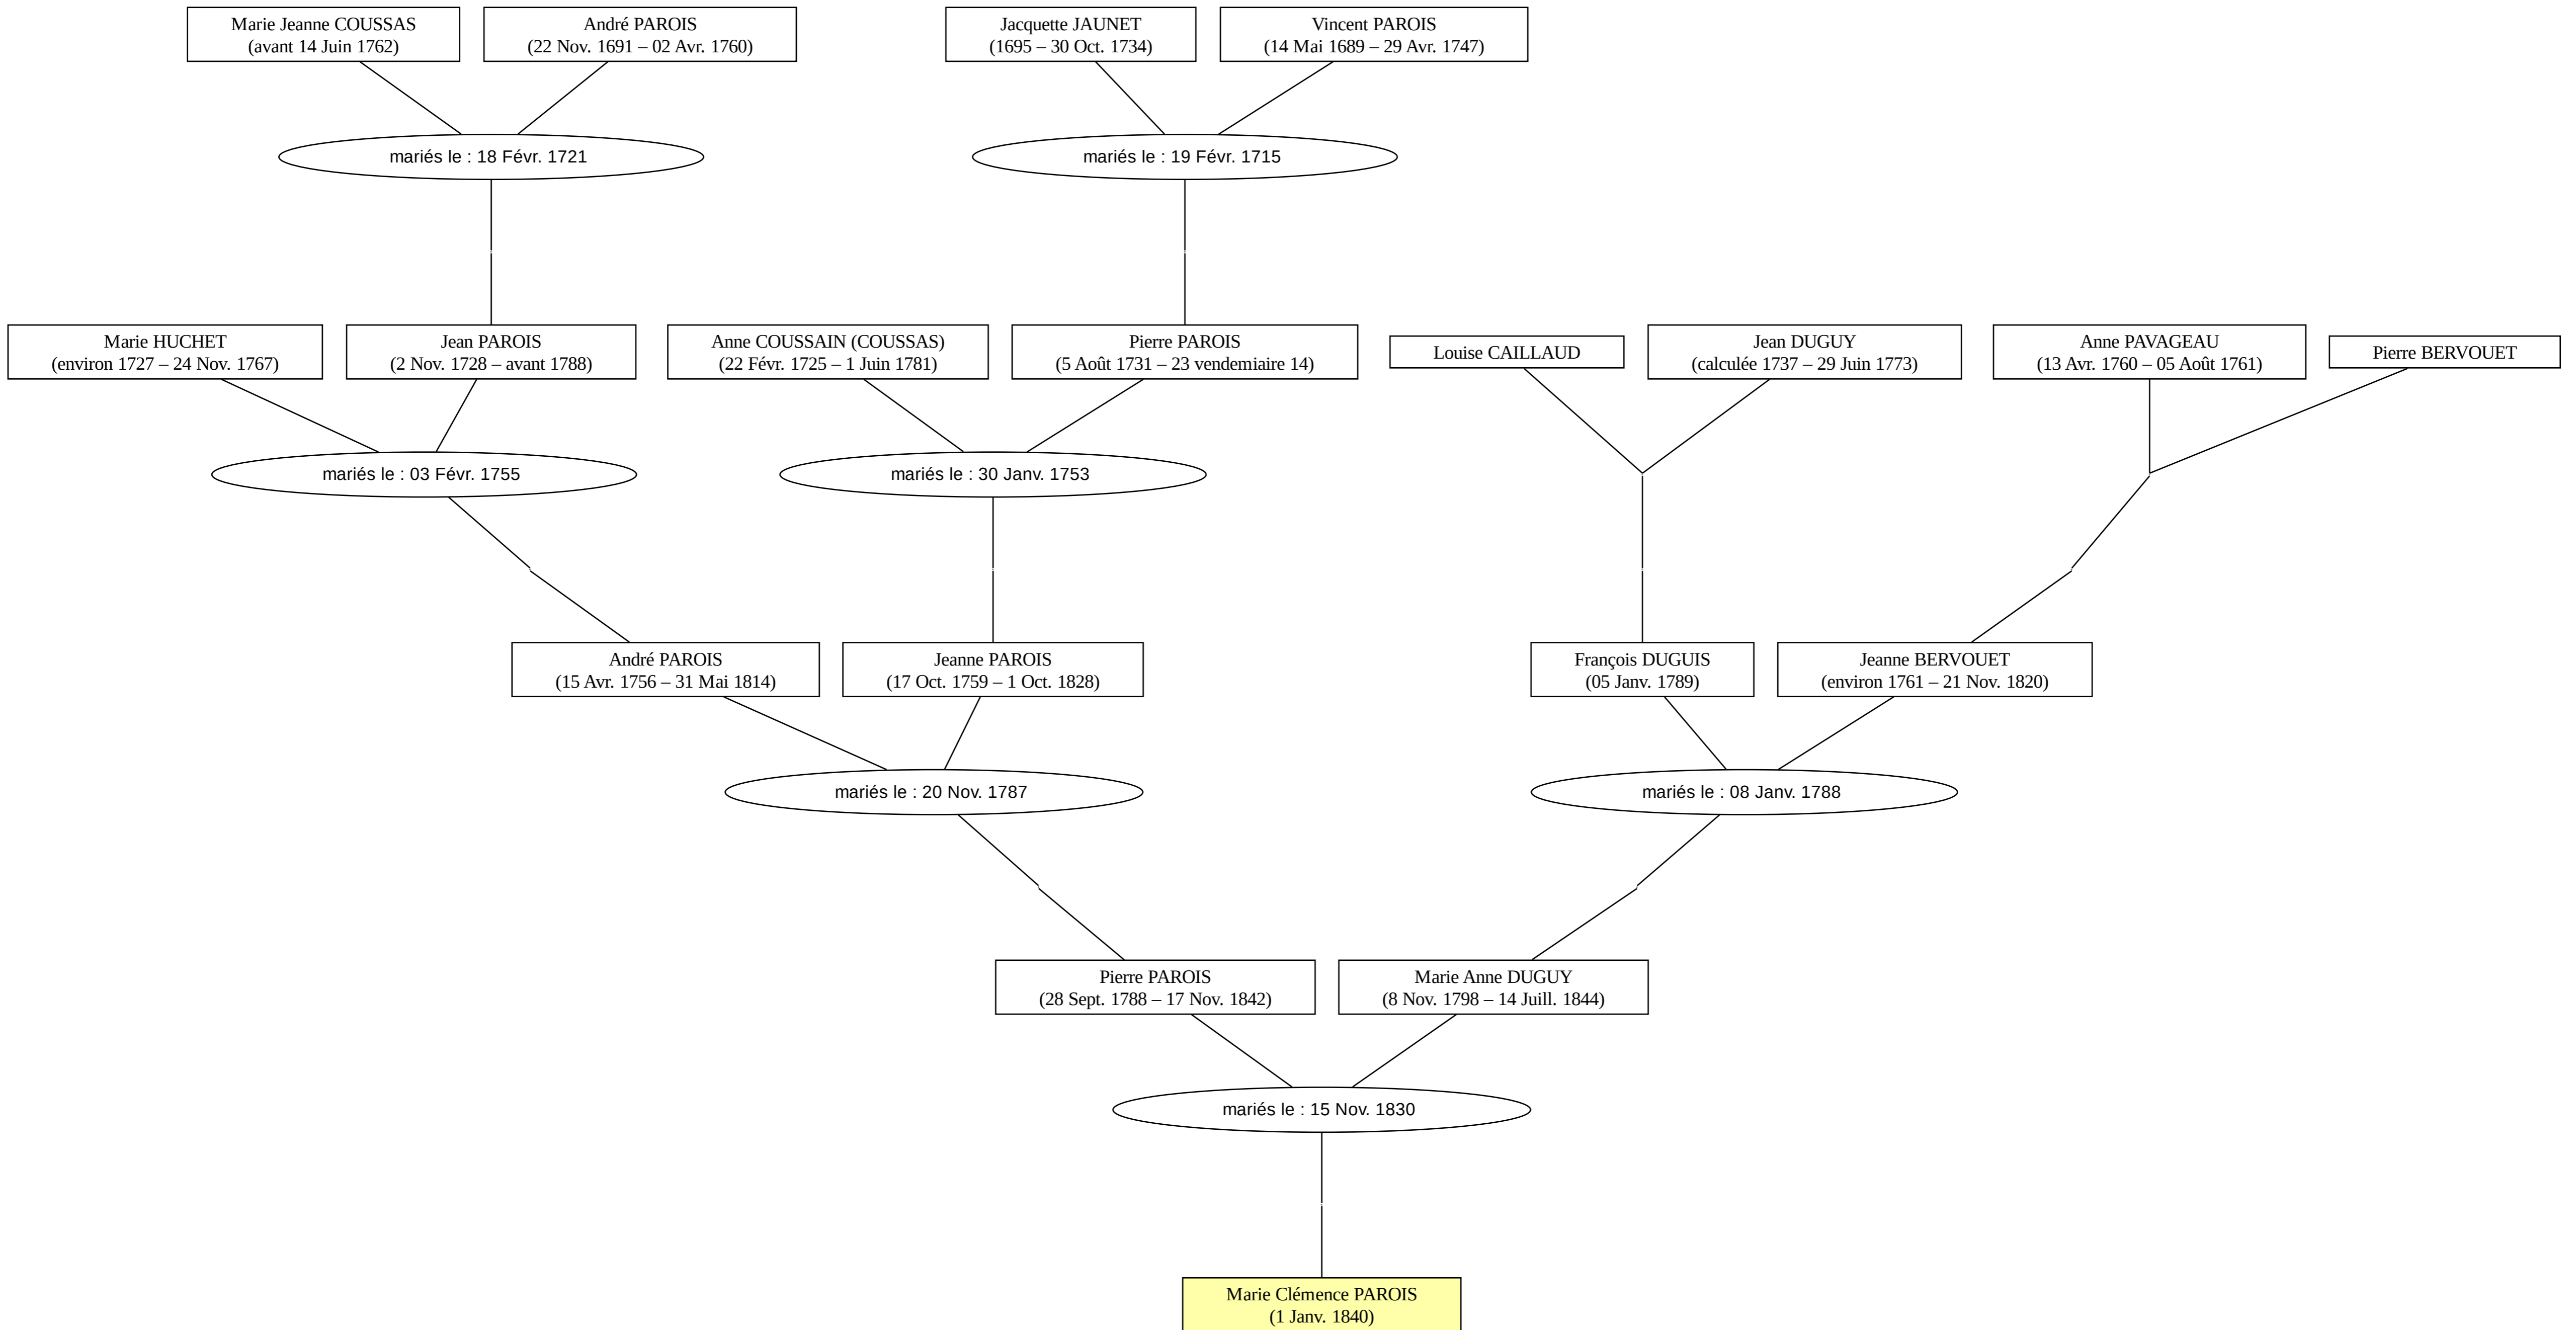 Marie Jeanne COUSSAS
(avant 14 Juin 1762)
André PAROIS
(22 Nov. 1691 – 02 Avr. 1760)
Jacquette JAUNET
(1695 – 30 Oct. 1734)
Vincent PAROIS
(14 Mai 1689 – 29 Avr. 1747)
mariés le : 18 Févr. 1721
mariés le : 19 Févr. 1715
Marie HUCHET
(environ 1727 – 24 Nov. 1767)
Jean PAROIS
(2 Nov. 1728 – avant 1788)
Anne COUSSAIN (COUSSAS)
(22 Févr. 1725 – 1 Juin 1781)
Pierre PAROIS
(5 Août 1731 – 23 vendemiaire 14)
Louise CAILLAUD
Jean DUGUY
(calculée 1737 – 29 Juin 1773)
Anne PAVAGEAU
(13 Avr. 1760 – 05 Août 1761)
Pierre BERVOUET
mariés le : 03 Févr. 1755
mariés le : 30 Janv. 1753
André PAROIS
(15 Avr. 1756 – 31 Mai 1814)
Jeanne PAROIS
(17 Oct. 1759 – 1 Oct. 1828)
François DUGUIS
(05 Janv. 1789)
Jeanne BERVOUET
(environ 1761 – 21 Nov. 1820)
mariés le : 20 Nov. 1787
mariés le : 08 Janv. 1788
Pierre PAROIS
(28 Sept. 1788 – 17 Nov. 1842)
Marie Anne DUGUY
(8 Nov. 1798 – 14 Juill. 1844)
mariés le : 15 Nov. 1830
Marie Clémence PAROIS
(1 Janv. 1840)